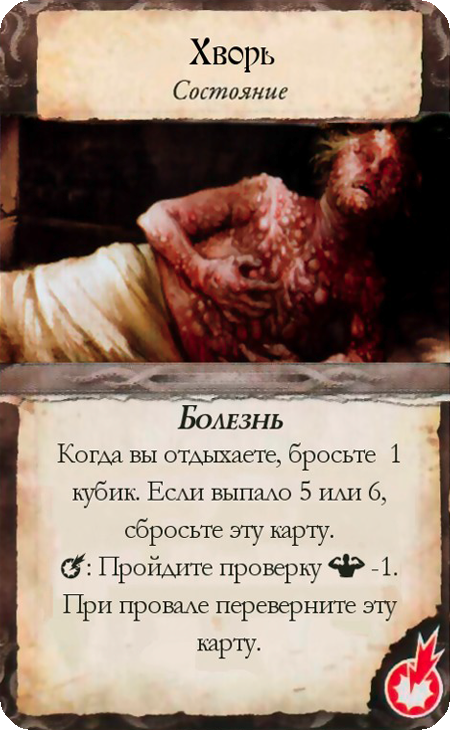 Хворь
Состояние
Болезнь
Когда вы отдыхаете, бросьте 1
кубик. Если выпало 5 или 6,
сбросьте эту карту.
: Пройдите проверку -1.
При провале переверните эту
карту.